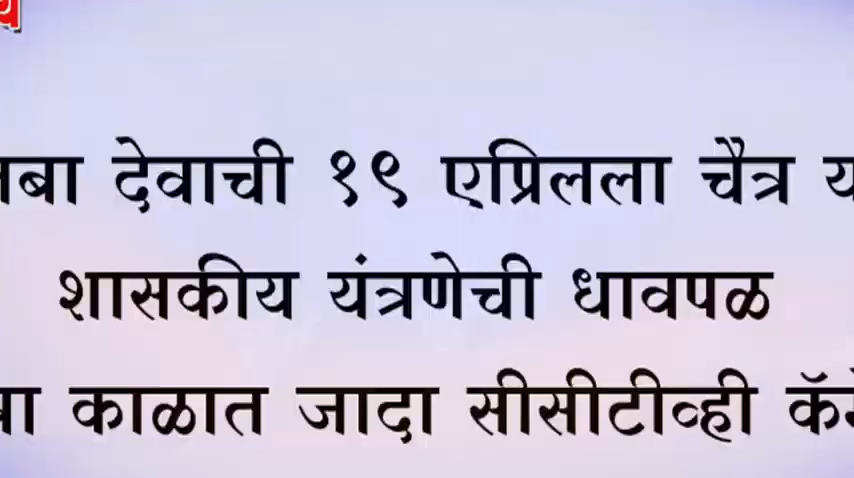 देवाची १९ एप्रिलला चैत्र
शासकीय यंत्रणेची धावपळ
काळात जादा सीसीटीव्ही